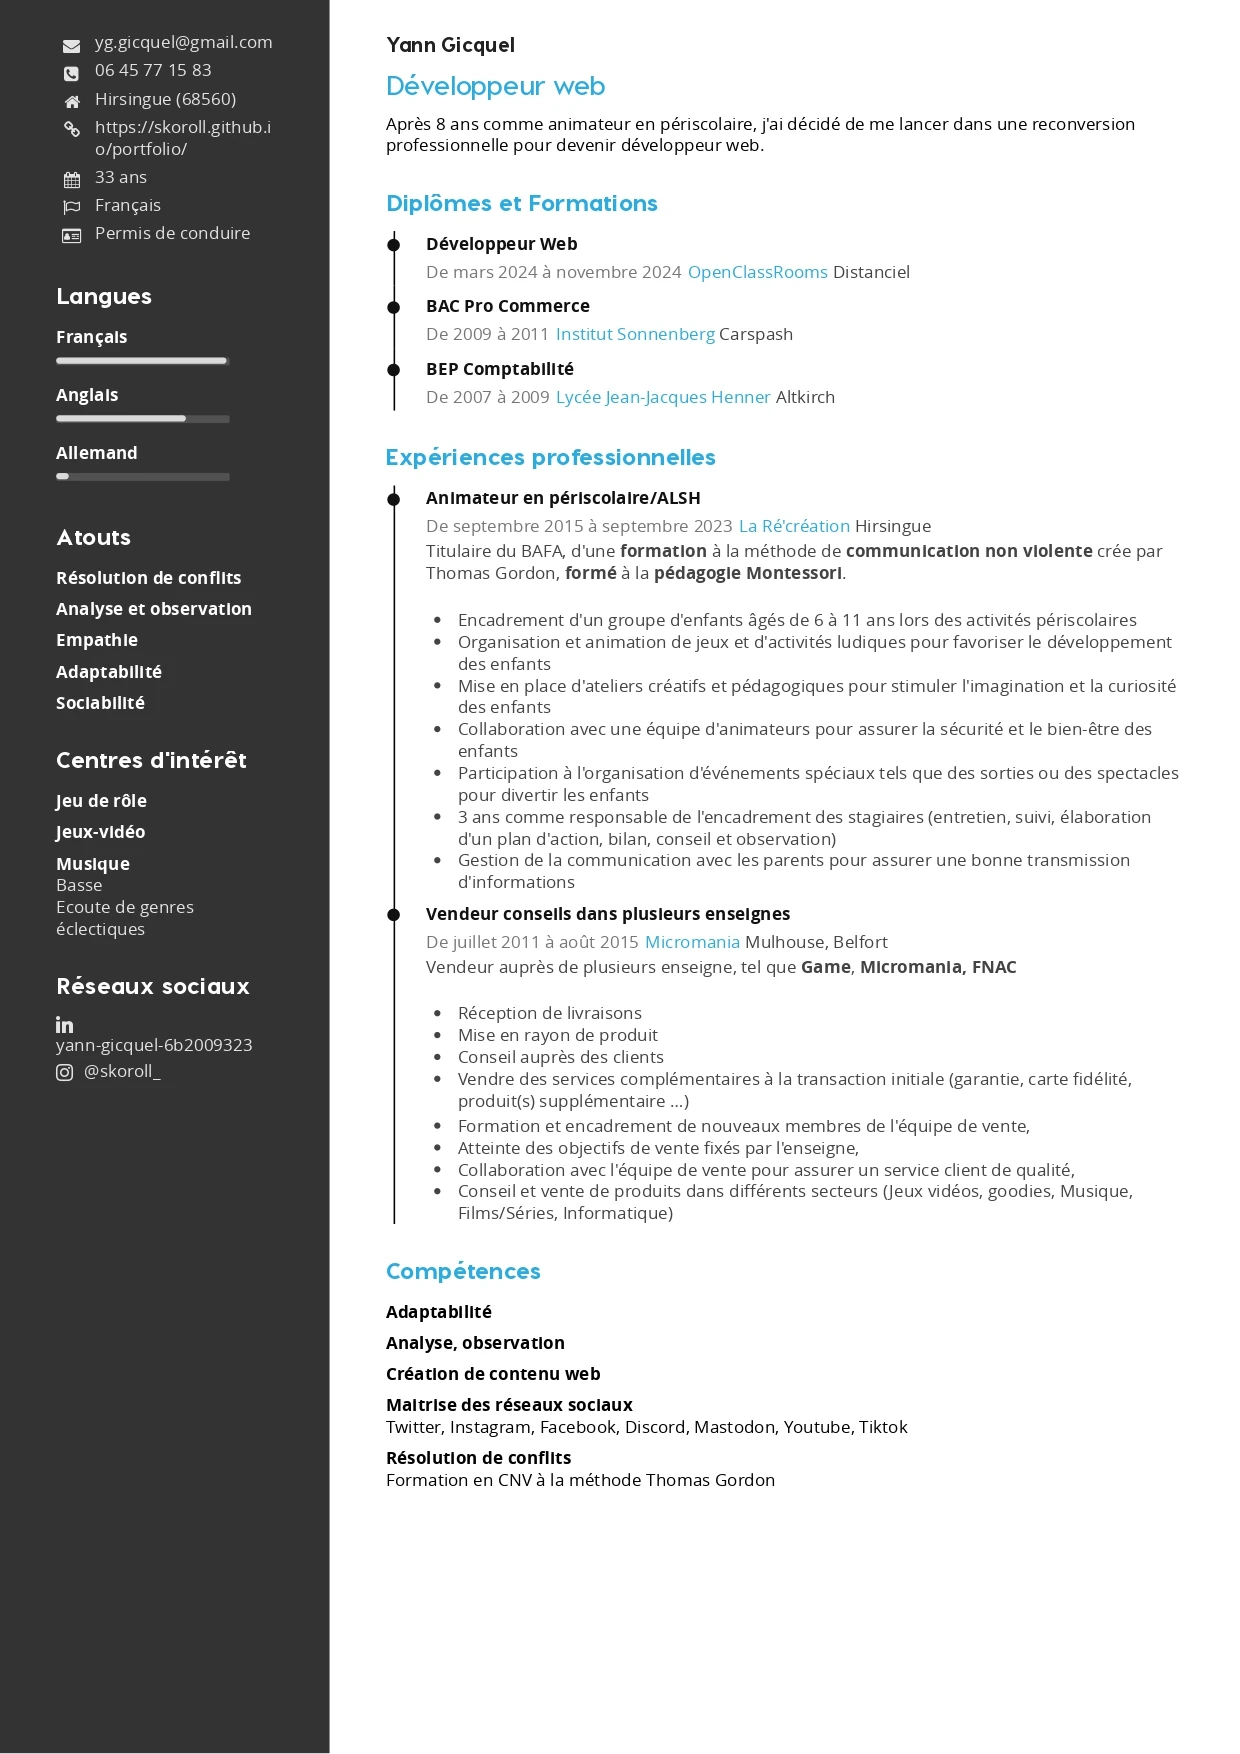 yg.gicquel@gmail.com
06 45 77 15 83
Hirsingue (68560)
https://skoroll.github.i
o/portfolio/
33 ans
Français
Permis de conduire
Langues
Français
Anglais
Allemand
Atouts
Résolution de conflits
Analyse et observation
Empathie
Adaptabilité
Sociabilité
Centres d'intérêt
Jeu de rôle
Jeux-vidéo
Musique
Basse
Ecoute de genres
éclectiques
Réseaux sociaux
in
yann-gicquel-6b2009323
@skoroll_
Yann Gicquel
Développeur web
Après 8 ans comme animateur en périscolaire, j'ai décidé de me lancer dans une reconversion
professionnelle pour devenir développeur web.
Diplômes et Formations
Développeur Web
De mars 2024 à novembre 2024 OpenClassRooms Distanciel
BAC Pro Commerce
De 2009 à 2011 Institut Sonnenberg Carspash
BEP Comptabilité
De 2007 à 2009 Lycée Jean-Jacques Henner Altkirch
Expériences professionnelles
Animateur en périscolaire/ALSH
De septembre 2015 à septembre 2023 La Ré'création Hirsingue
Titulaire du BAFA, d'une formation à la méthode de communication non violente crée par
Thomas Gordon, formé à la pédagogie Montessori.
• Encadrement d'un groupe d'enfants âgés de 6 à 11 ans lors des activités périscolaires
• Organisation et animation de jeux et d'activités ludiques pour favoriser le développement
des enfants
• Mise en place d'ateliers créatifs et pédagogiques pour stimuler l'imagination et la curiosité
des enfants
• Collaboration avec une équipe d'animateurs pour assurer la sécurité et le bien-être des
enfants
• Participation à l'organisation d'événements spéciaux tels que des sorties ou des spectacles
pour divertir les enfants
• 3 ans comme responsable de l'encadrement des stagiaires (entretien, suivi, élaboration
d'un plan d'action, bilan, conseil et observation)
• Gestion de la communication avec les parents pour assurer une bonne transmission
d'informations
Vendeur conseils dans plusieurs enseignes
De juillet 2011 à août 2015 Micromania Mulhouse, Belfort
Vendeur auprès de plusieurs enseigne, tel que Game, Micromania, FNAC
• Réception de livraisons
• Mise en rayon de produit
• Conseil auprès des clients
• Vendre des services complémentaires à la transaction initiale (garantie, carte fidélité,
produit(s) supplémentaire ...)
• Formation et encadrement de nouveaux membres de l'équipe de vente,
• Atteinte des objectifs de vente fixés par l'enseigne,
• Collaboration avec l'équipe de vente pour assurer un service client de qualité,
• Conseil et vente de produits dans différents secteurs (Jeux vidéos, goodies, Musique,
Films/Séries, Informatique)
Compétences
Adaptabilité
Analyse, observation
Création de contenu web
Maitrise des réseaux sociaux
Twitter, Instagram, Facebook, Discord, Mastodon, Youtube, Tiktok
Résolution de conflits
Formation en CNV à la méthode Thomas Gordon